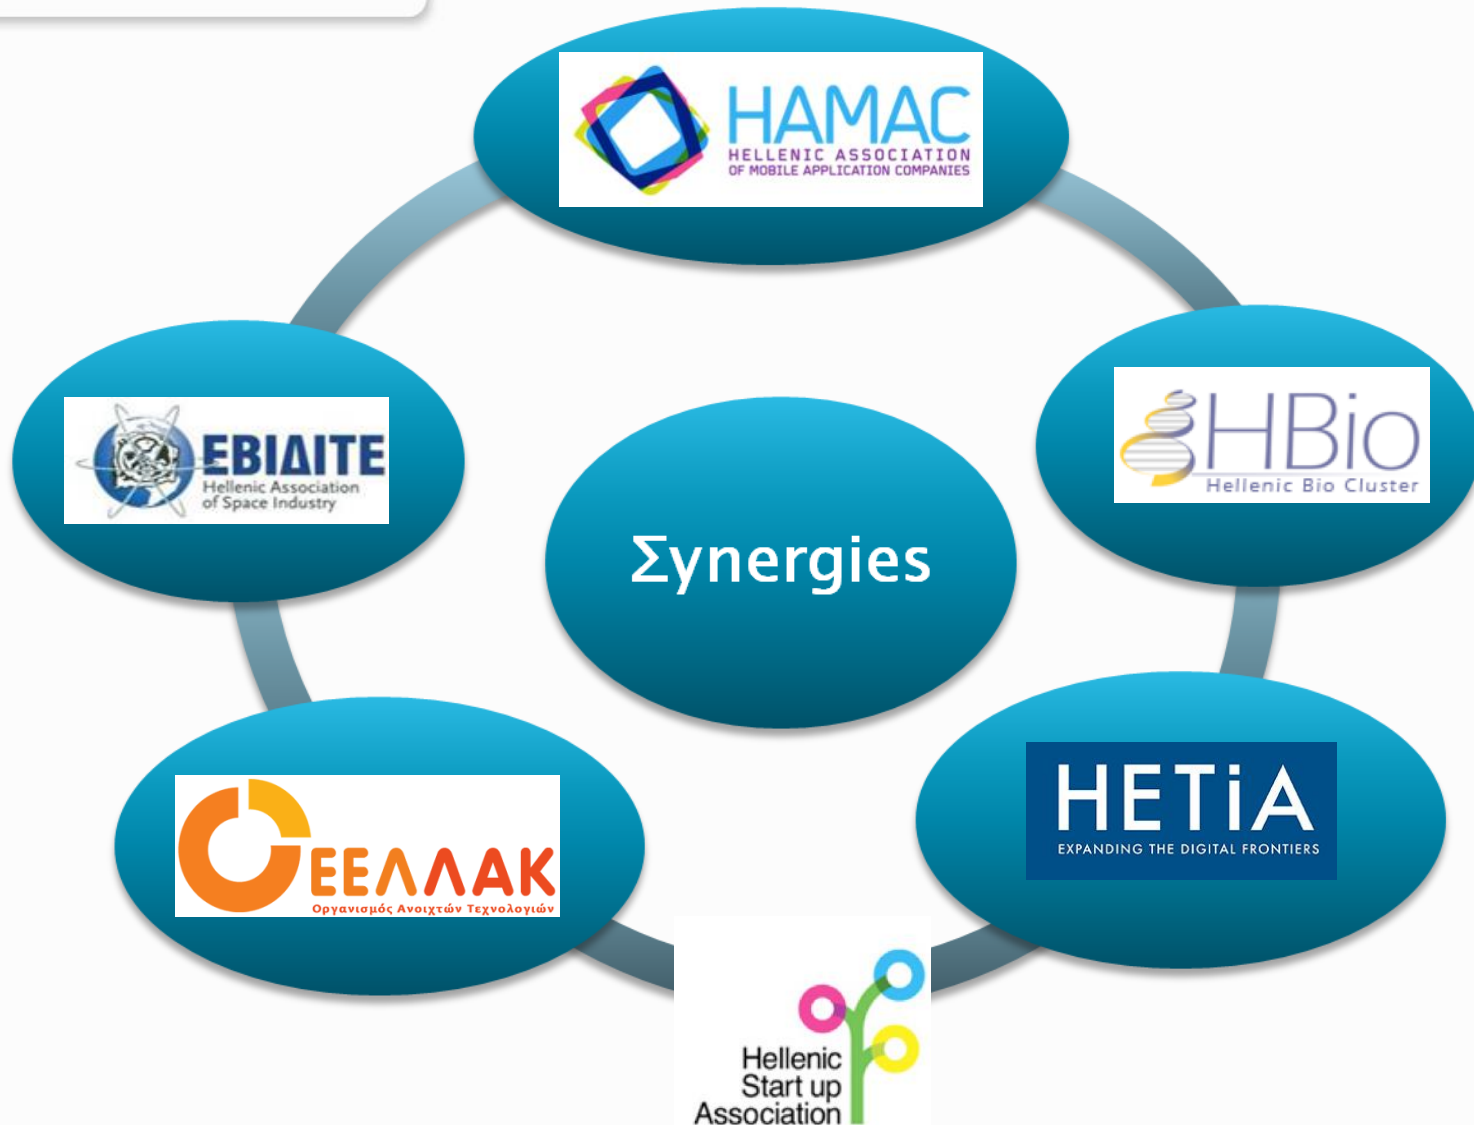 HAMAC
HELLENIC ASSOCIATION
OF MOBILE APPLICATION COMPANIES
ΕΒΙΔΙΤΕ
Hellenic Association
of Space Industry
HBio
Hellenic Bio Cluster
Σynergies
ΕΕΛΛΑΚ
Οργανισμός Ανοιχτών Τεχνολογιών
HETiA
EXPANDING THE DIGITAL FRONTIERS
Hellenic
Start up
Association